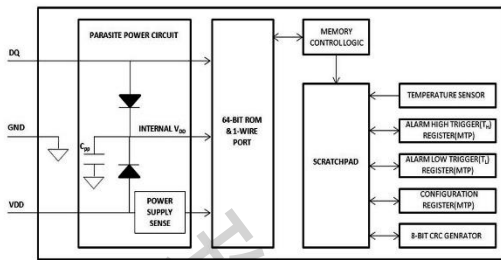 PARASITE POWER CIRCUIT
MEMORY
CONTROLLOGIC
DQ
TEMPERATURE SENSOR
64-BIT ROM
& 1-WIRE
PORT
SCRATCHPAD
GND
INTERNAL VDD
Cpp
ALARM HIGH TRIGGER(TH)
REGISTER(MTP)
ALARM LOW TRIGGER(TL)
REGISTER(MTP)
VDD
POWER
SUPPLY
SENSE
CONFIGURATION
REGISTER(MTP)
8-BIT CRC GENRATOR